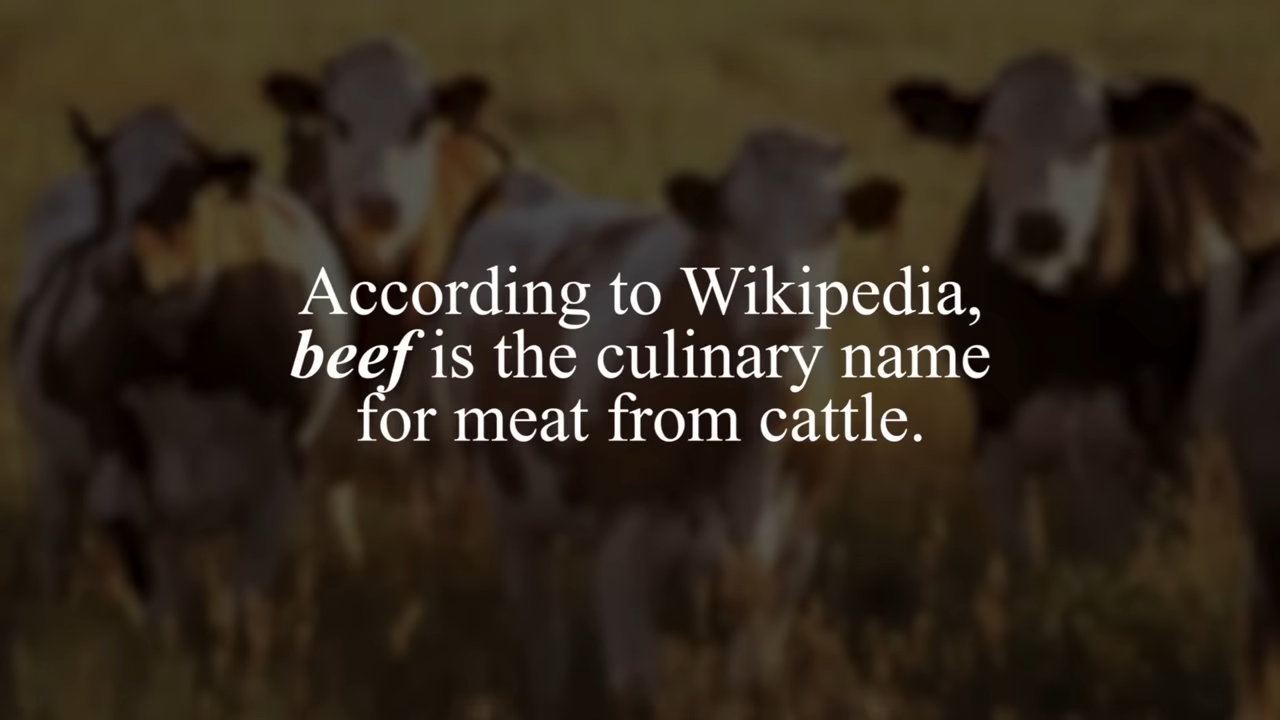 According to Wikipedia,
beef is the culinary name
for meat from cattle.